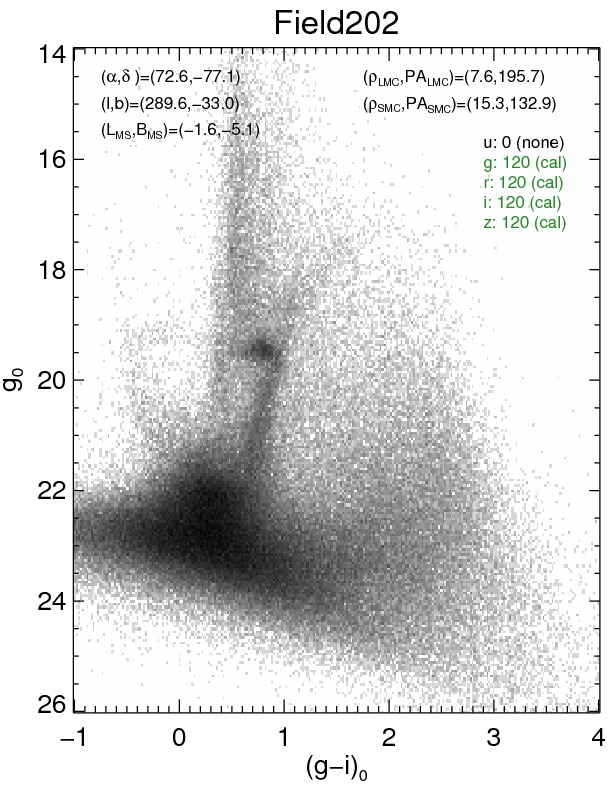 Field202
(α,δ )=(72.6,−77.1)
(l,b)=(289.6,−33.0)
(LMS,BMS)=(−1.6,−5.1)
(ρLMC,PALMC)=(7.6,195.7)
(ρSMC,PASMC)=(15.3,132.9)
u: 0 (none)
g: 120 (cal)
r: 120 (cal)
i: 120 (cal)
z: 120 (cal)
14
16
18
20
22
24
26
g0
−1 0 1 2 3 4
(g−i)0